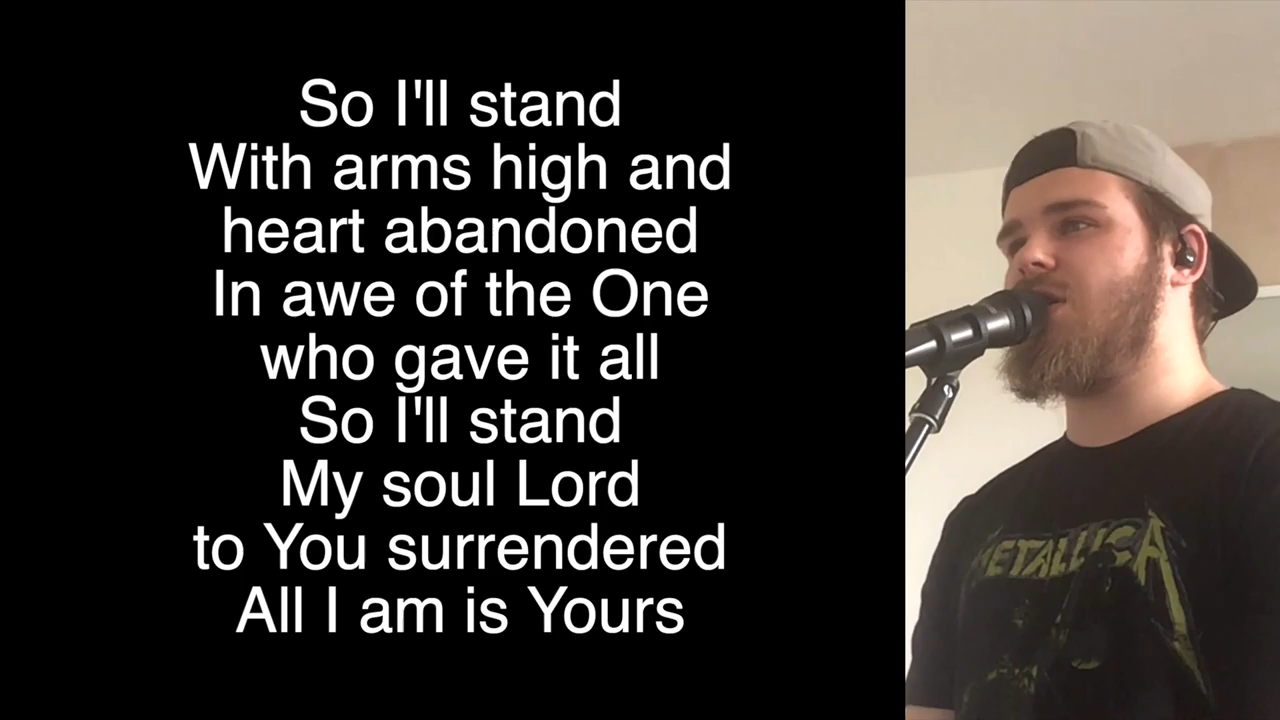 So I'll stand
With arms high and
heart abandoned
In awe of the One
who gave it all
So I'll stand
My soul Lord
to You surrendered
All I am is Yours
METALLICA